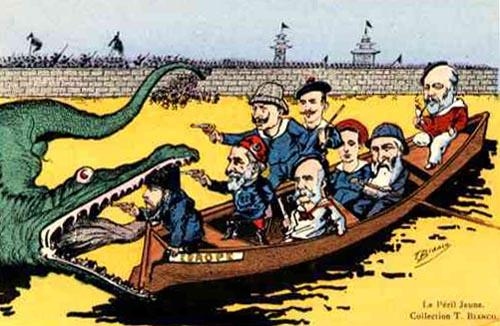 EUROPE
T. Bianco
Le Péril Jaune.
Collection T. BIANCO.